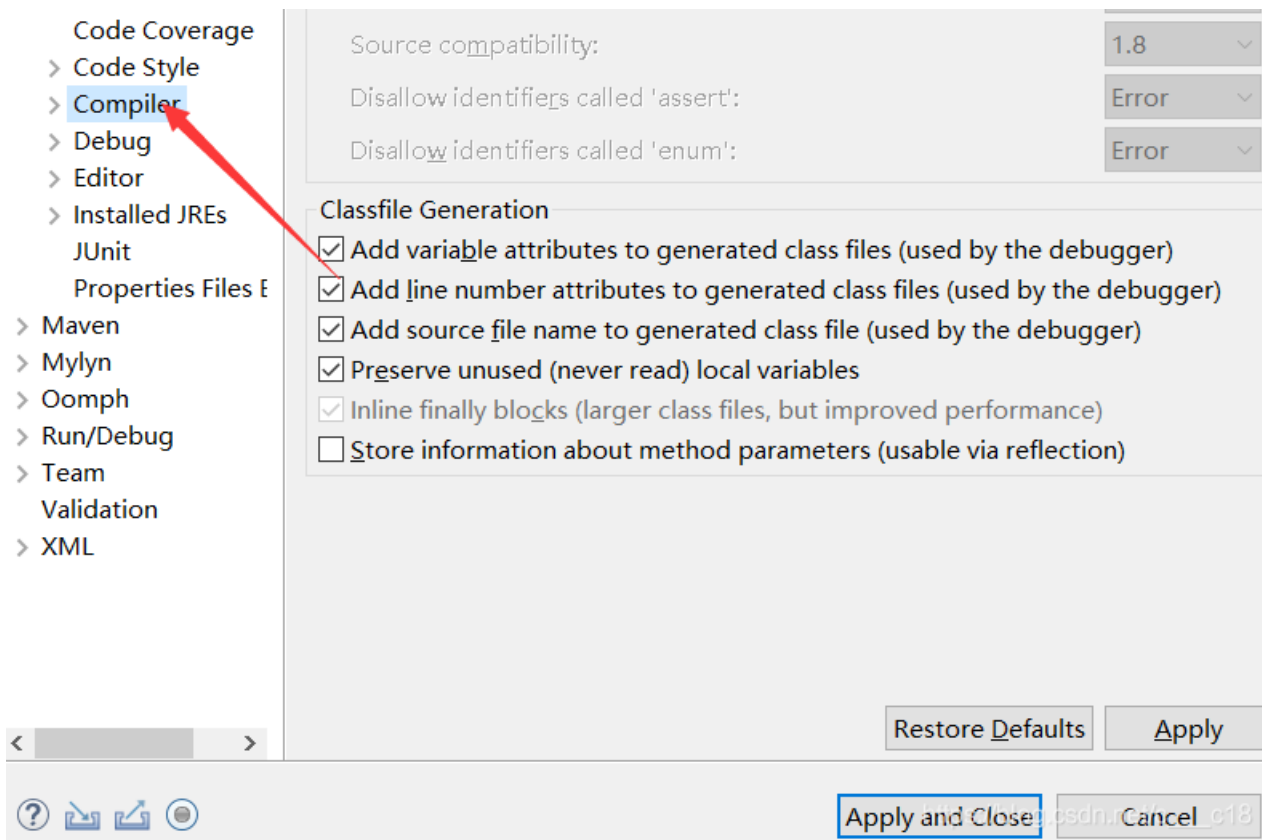 Code Coverage
Code Style
Compiler
Debug
Editor
Installed JREs
JUnit
Properties Files E
Maven
Mylyn
Oomph
Run/Debug
Team
Validation
XML
Source compatibility: 1.8
Disallow identifiers called 'assert': Error
Disallow identifiers called 'enum': Error
Classfile Generation
Add variable attributes to generated class files (used by the debugger)
Add line number attributes to generated class files (used by the debugger)
Add source file name to generated class file (used by the debugger)
Preserve unused (never read) local variables
Inline finally blocks (larger class files, but improved performance)
Store information about method parameters (usable via reflection)
Restore Defaults Apply
Apply and Close Cancel